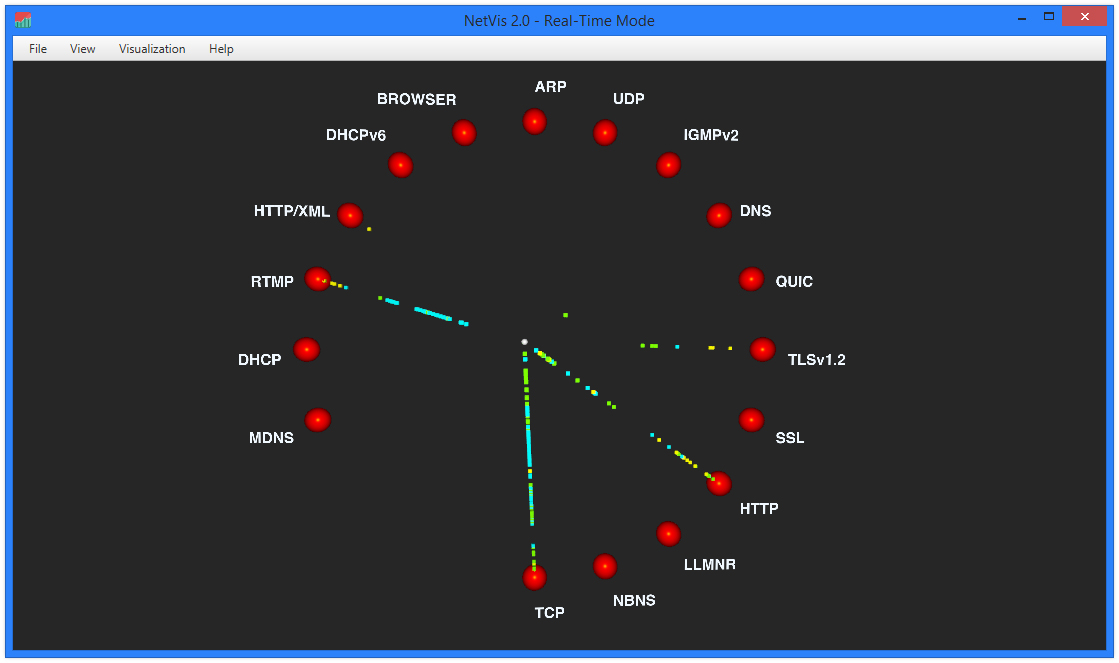 NetVis 2.0 - Real-Time Mode
File View Visualization Help
ARP
BROWSER
UDP
DHCPv6
IGMPv2
HTTP/XML
DNS
RTMP
QUIC
DHCP
TLSv1.2
MDNS
SSL
HTTP
LLMNR
NBNS
TCP